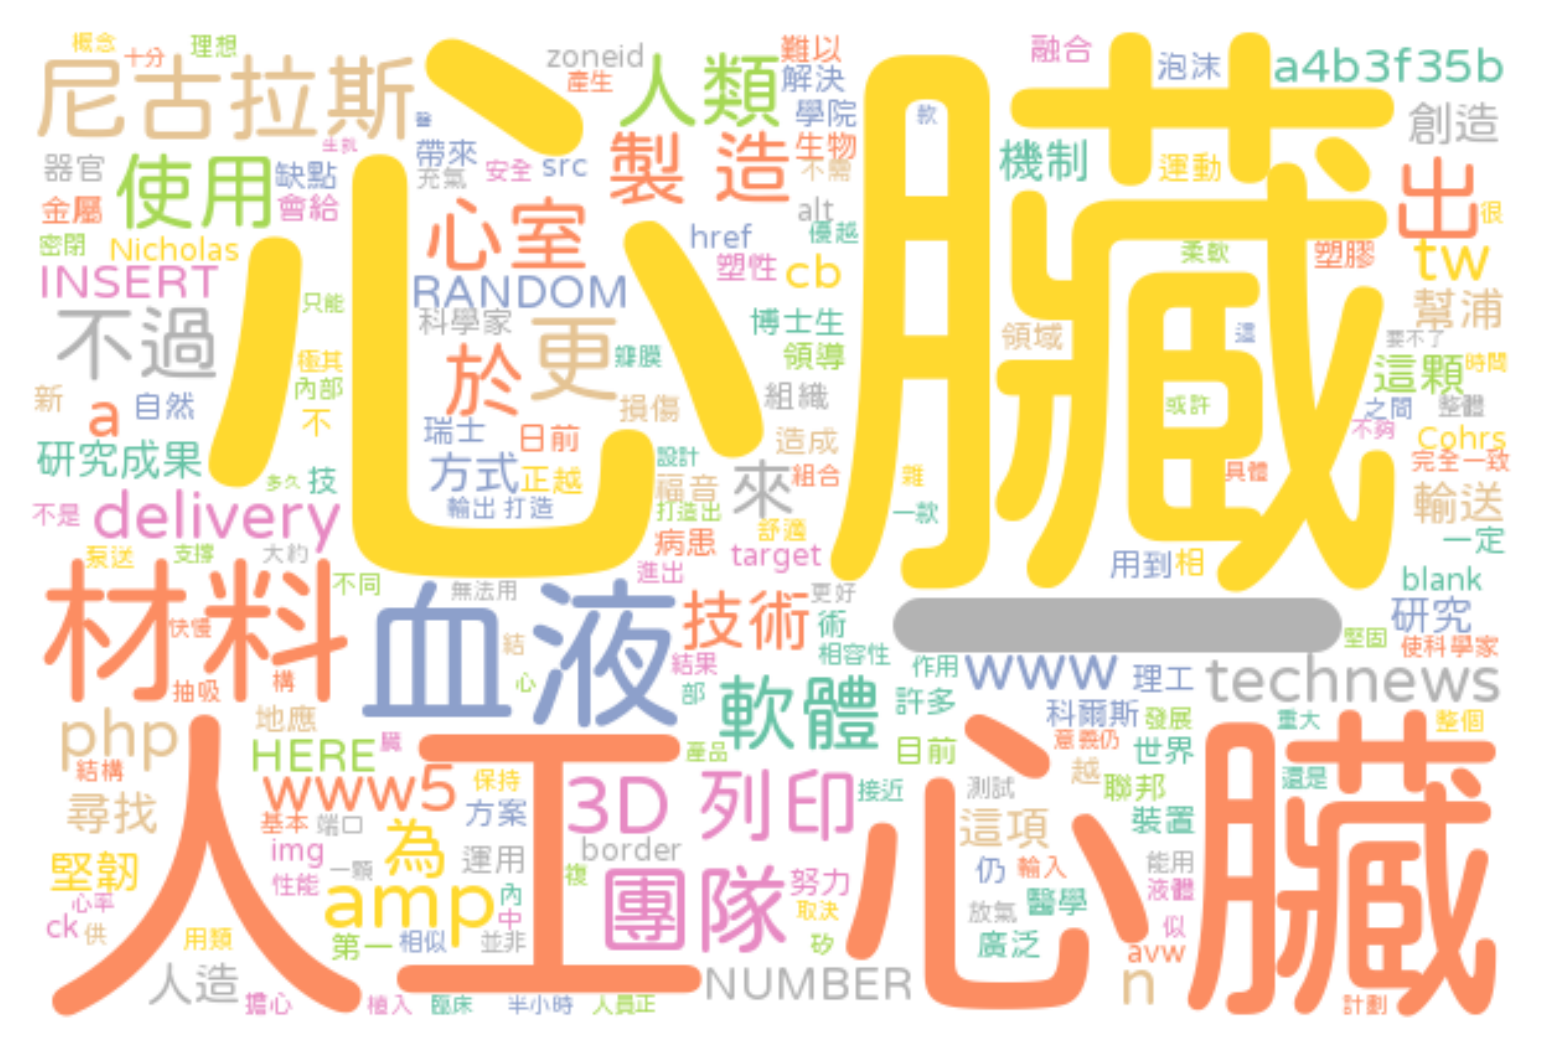 概念
十分
理想
zoneid
產生
人類
難以
解決
融合
泡沫
a4b3f35b
尼古拉斯
心臟
學院
款
創造
器官
使用
缺點
生氣
帶來
充氣
安全
src
製造
生物
不需
機制
運動
出
很
金屬
會給
心室
alt
優越
密閉
Nicholas
href
塑性
cb
柔軟
塑膠
tw
INSERT
RANDOM
只能
不過
科學家
更
博士生
領域
這
幫浦
要不了
極其
瓣膜
領導
這顆
時間
內部
於
新
a
自然
不
損傷
組織
或許
之間
整體
瑞士
日前
造成
不夠
Cohrs
研究成果
多久
技
方式
正越
設計
福音
來
組合
雜
具體
完全一致
不是
delivery
輸出
打造
打造出
舒適
一款
輸送
一定
泵送
支撐
大約
病患
target
用到
相
材料
不同
無法用
進出
更好
blank
血液
技術
術
研究
快慢
結
結果
相容性
堅固
使科學家
抽吸
構
心
部
軟體
作用
www
理工
technews
許多
php
地應
科爾斯
發展
重大
整個
結構
HERE
臟
產品
目前
意義仍
世界
人工心臟
www5
保持
3D
列印
接近
測試
越
聯邦
還是
尋找
基本
端口
方案
這項
裝置
img
為
border
堅韌
性能
一顆
運用
複
團隊
努力
仍
輸入
能用
液體
心率
amp
內
中
取決
放氣
醫學
似
ck
供
用類
第一
相似
並非
矽
廣泛
avw
人造
NUMBER
n
擔心
植入
臨床
半小時
人員正
計劃